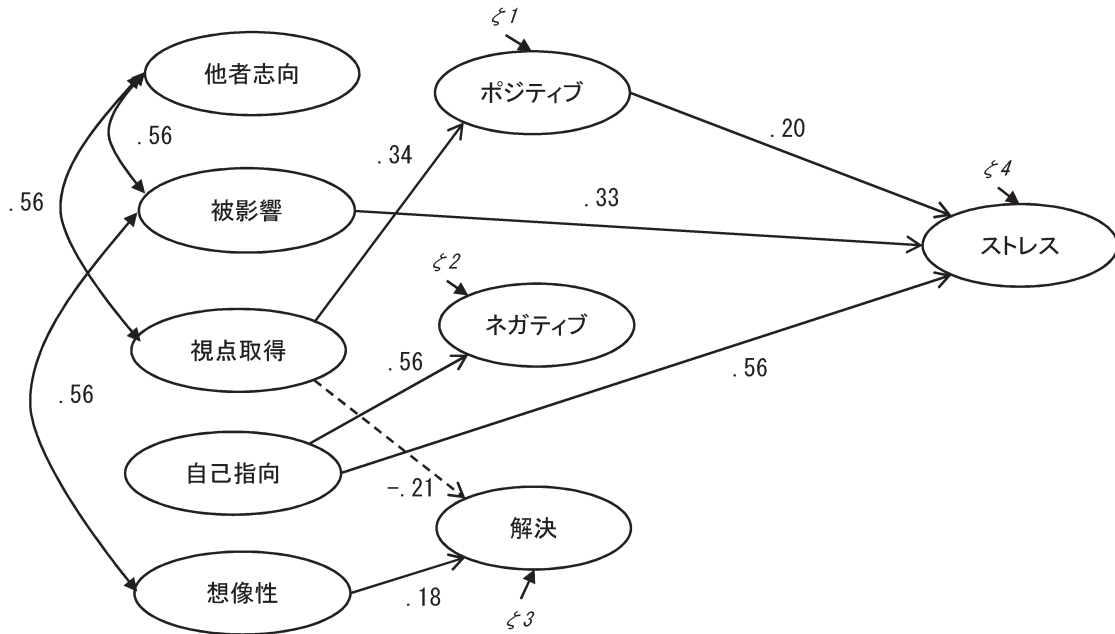 ζ1
他者志向
ポジティブ
.56
.20
.34
ζ4
.56
被影響
.33
ストレス
ζ2
ネガティブ
視点取得
.56
.56
.56
自己指向
-.21
解決
想像性
.18
ζ3